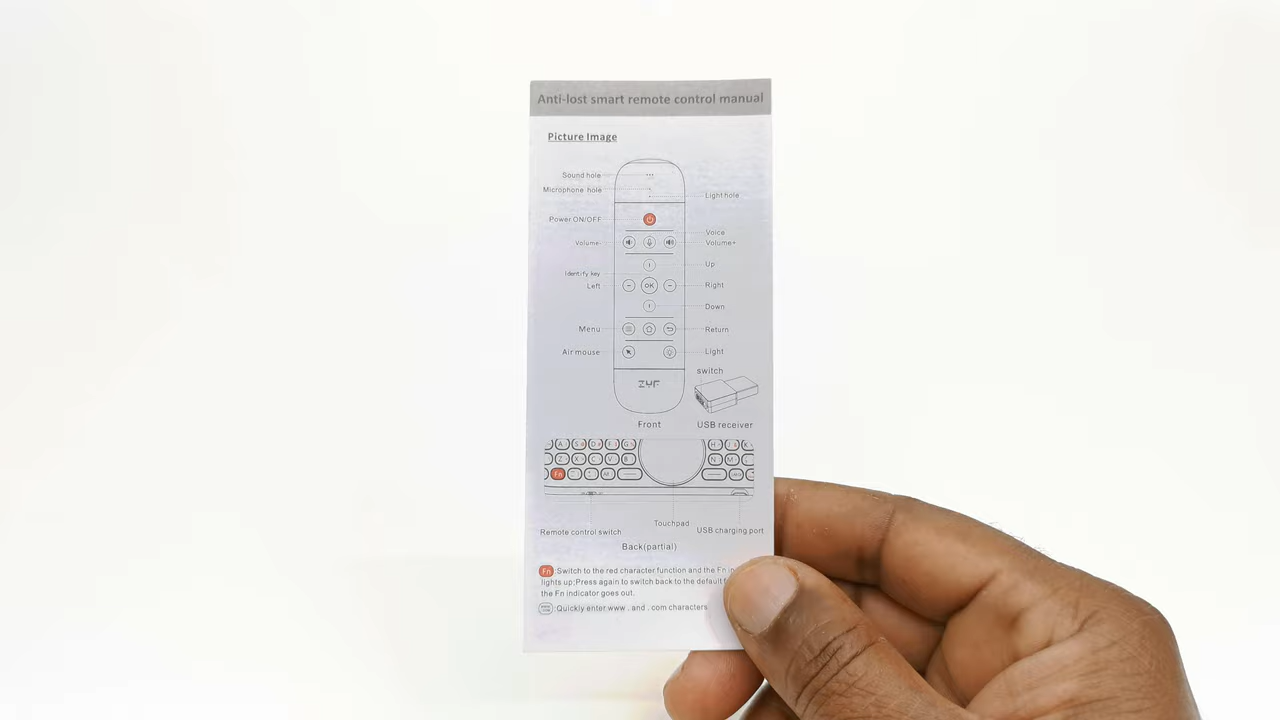 Anti-lost smart remote control manual
Picture Image
Sound hole
Microphone hole
Light hole
Power ON/OFF
Voice
Volume-
Volume+
Up
Identify key
OK
Left
Right
Down
Menu
Return
Air mouse
Light
switch
ZYF
Front
USB receiver
A S D F G H J K
Z X C V B N M
Fn Alt
Touchpad
Remote control switch
USB charging port
Back(partial)
Fn :Switch to the red character function and the Fn in
lights up;Press again to switch back to the default
the Fn indicator goes out.
:Quickly enter www . and . com characters